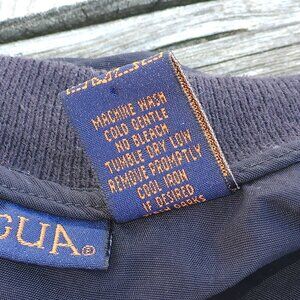 MACHINE WASH
COLD GENTLE
NO BLEACH
TUMBLE DRY LOW
REMOVE PROMPTLY
COOL IRON
IF DESIRED
GUA®